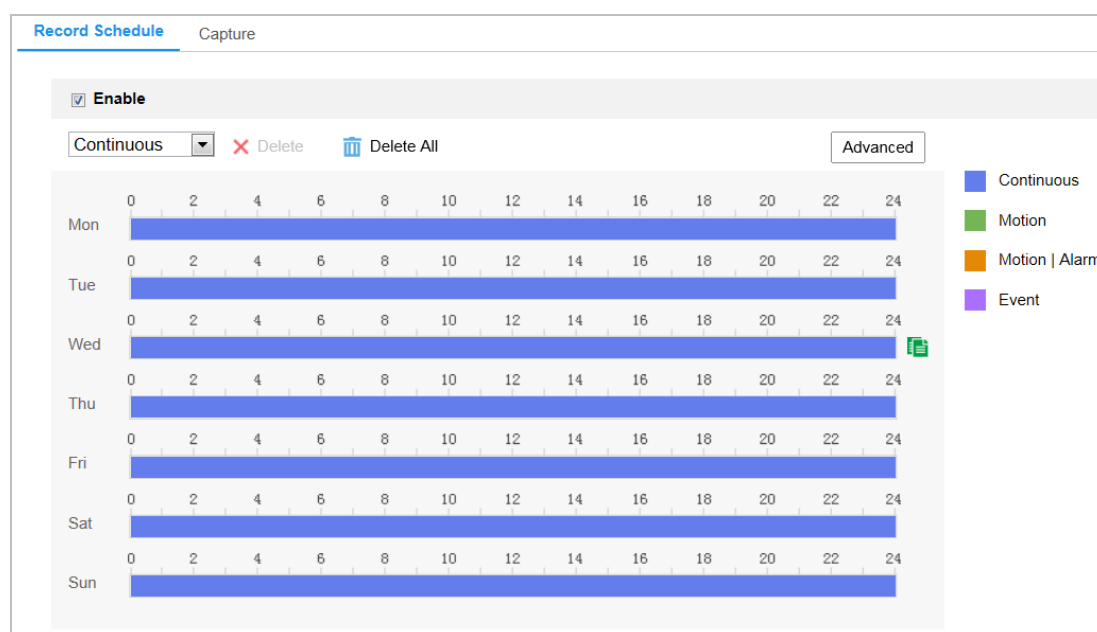 Record Schedule Capture
Enable
Continuous Delete Delete All Advanced
Continuous
Motion
Motion | Alarm
Event
0 2 4 6 8 10 12 14 16 18 20 22 24
Mon
0 2 4 6 8 10 12 14 16 18 20 22 24
Tue
0 2 4 6 8 10 12 14 16 18 20 22 24
Wed
0 2 4 6 8 10 12 14 16 18 20 22 24
Thu
0 2 4 6 8 10 12 14 16 18 20 22 24
Fri
0 2 4 6 8 10 12 14 16 18 20 22 24
Sat
0 2 4 6 8 10 12 14 16 18 20 22 24
Sun